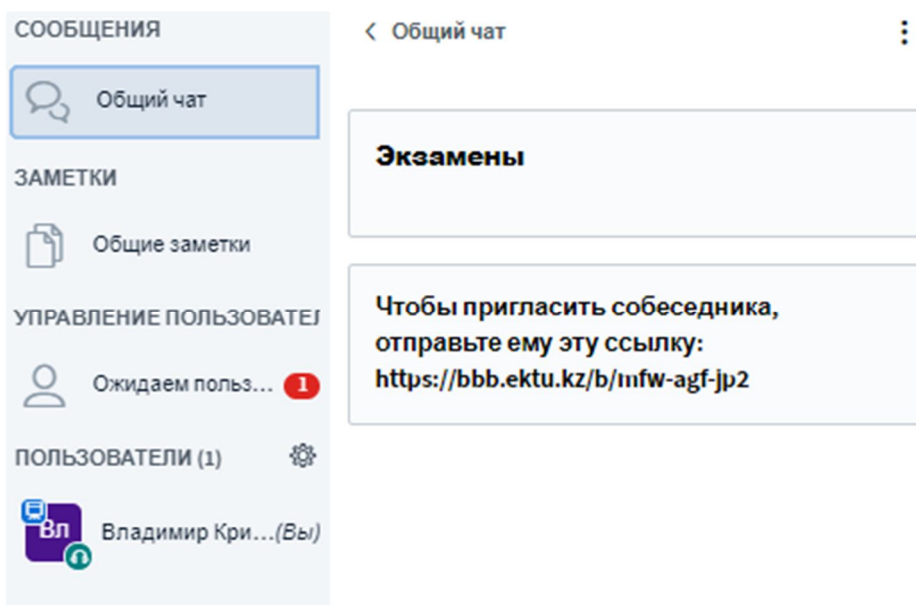 СООБЩЕНИЯ
Общий чат
ЗАМЕТКИ
Общие заметки
УПРАВЛЕНИЕ ПОЛЬЗОВАТЕЛ
Ожидаем польз... 1
ПОЛЬЗОВАТЕЛИ (1)
Вл
Владимир Кри...(Вы)
Общий чат
Экзамены
Чтобы пригласить собеседника,
отправьте ему эту ссылку:
https://bbb.ektu.kz/b/mfw-agf-jp2